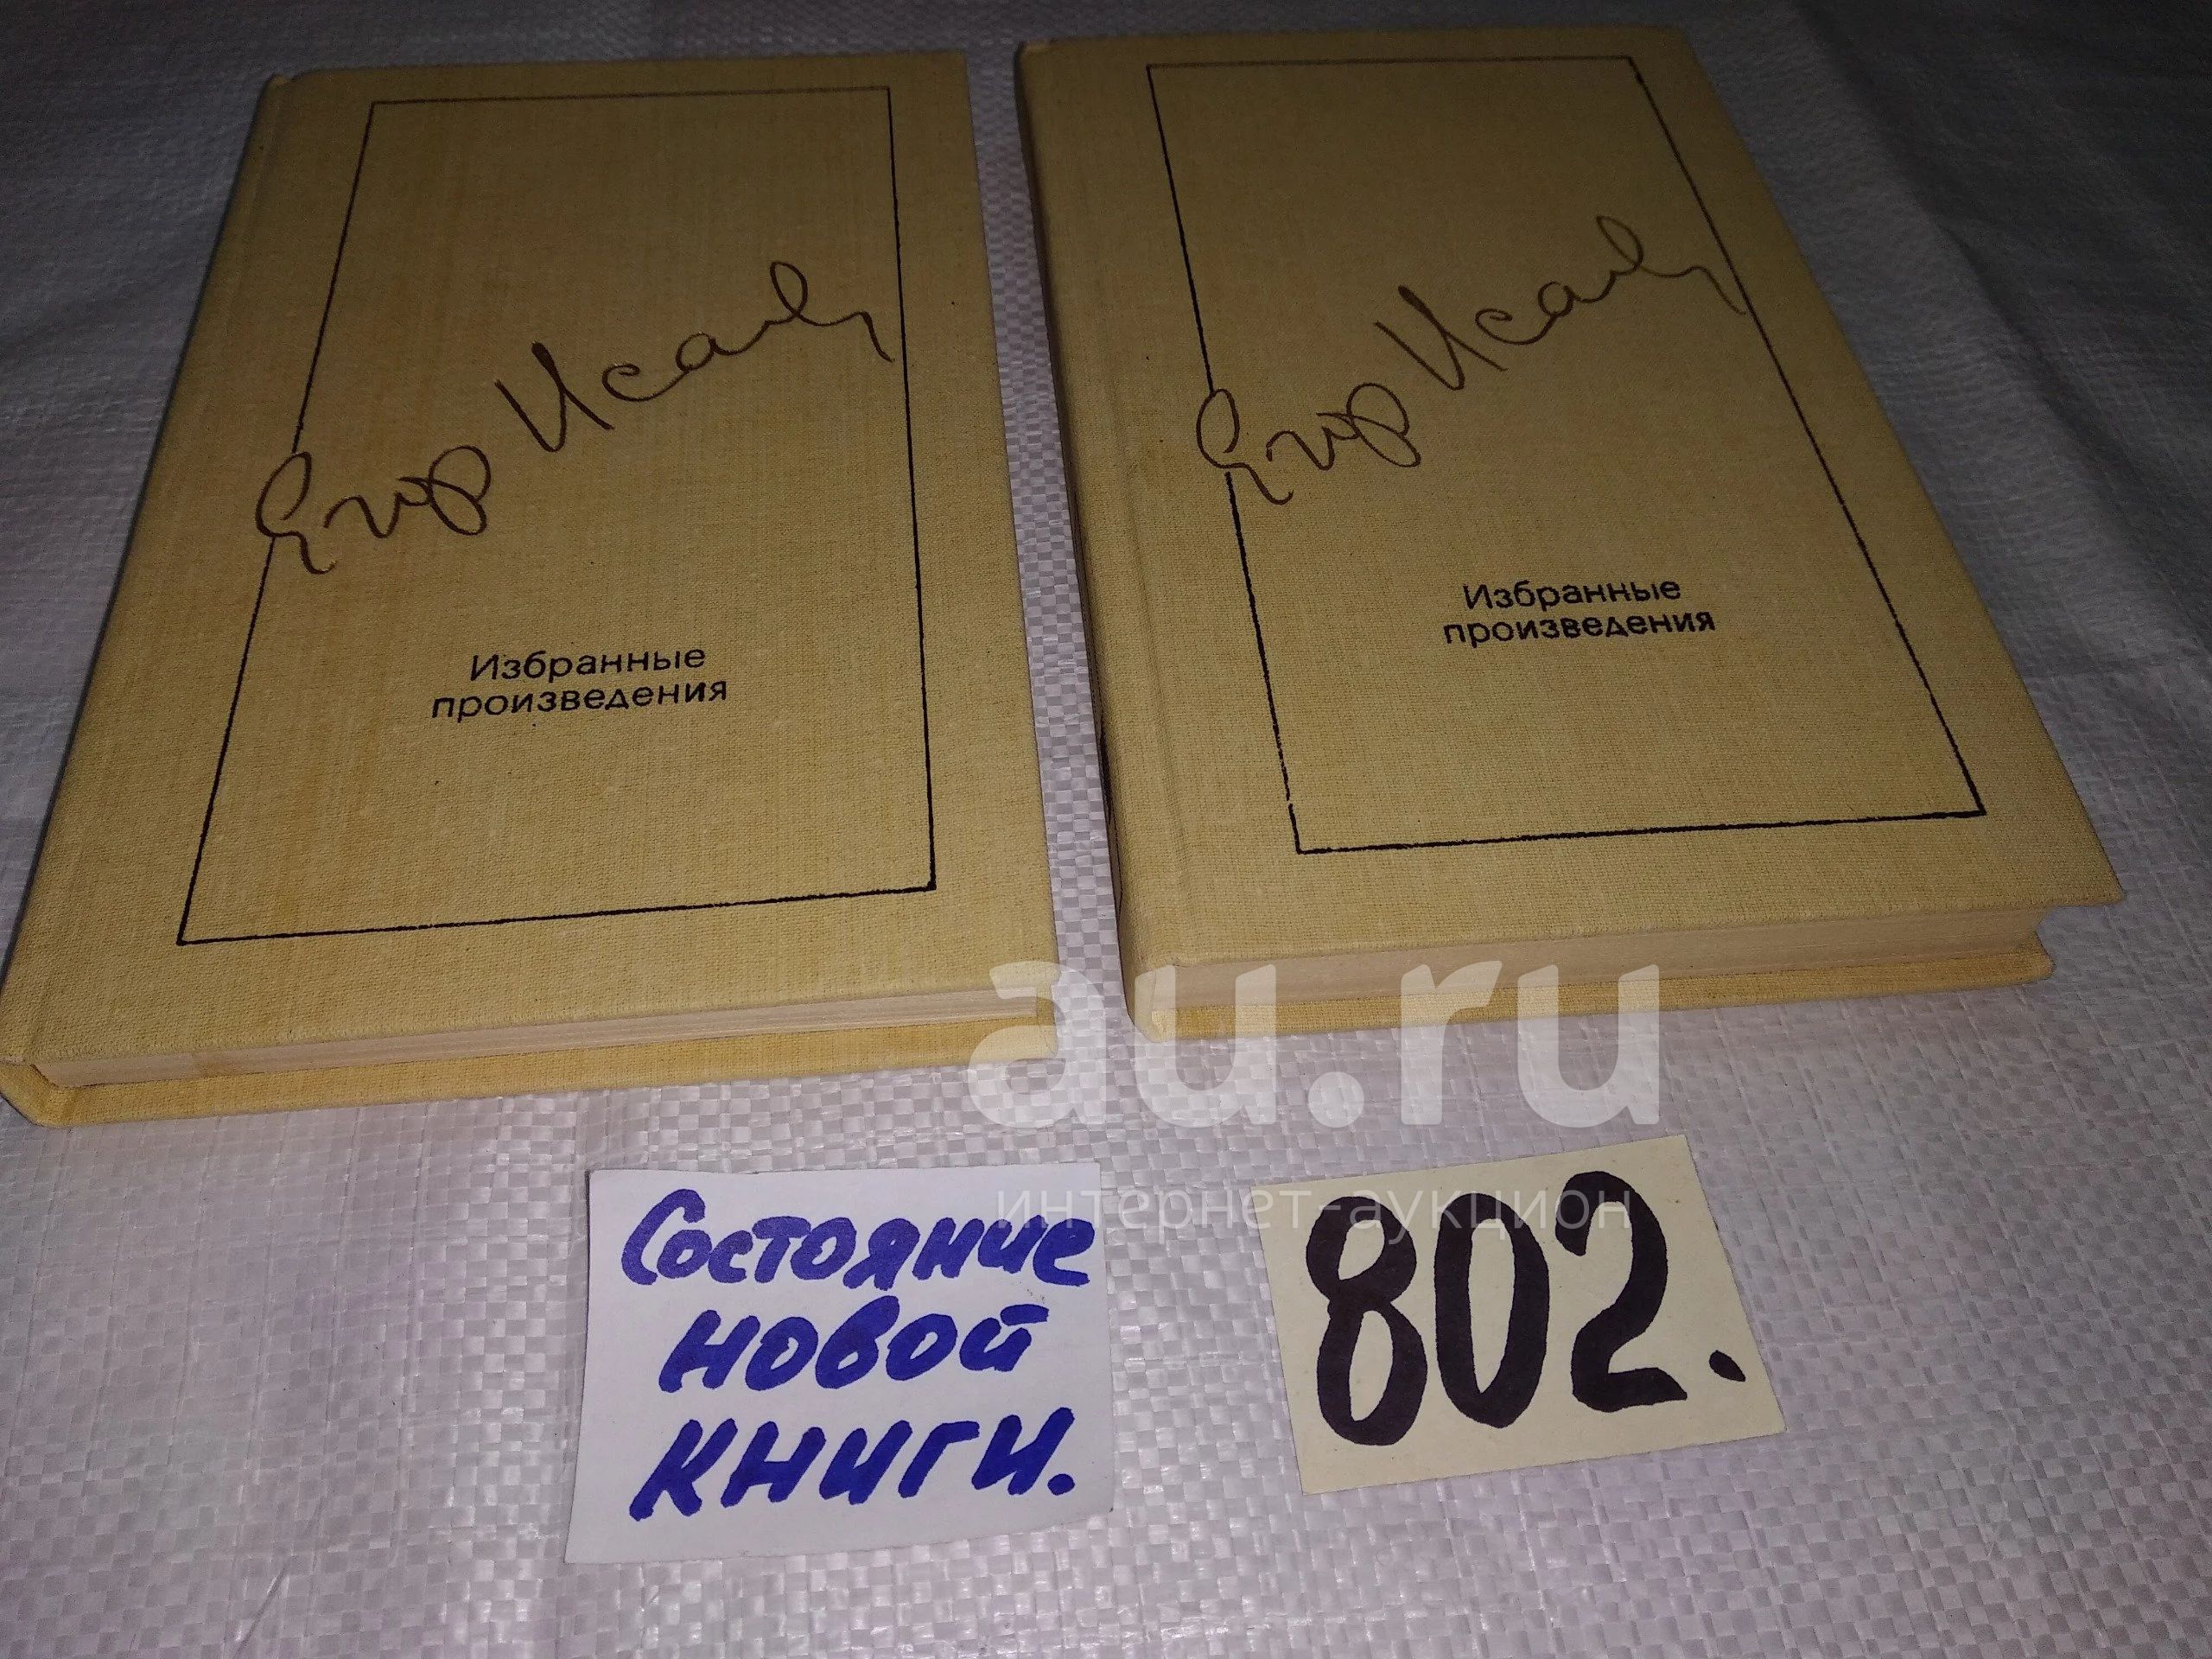 Егор Исаев
Избранные
произведения
Егор Исаев
Избранные
произведения
au.ru
интернет-аукцион
Состояние
новой
книги.
802.